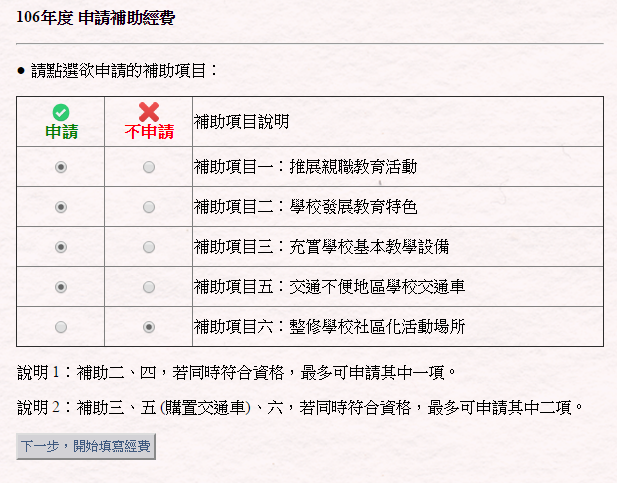 106年度 申請補助經費
● 請點選欲申請的補助項目：
申請 不申請 補助項目說明
補助項目一：推展親職教育活動
補助項目二：學校發展教育特色
補助項目三：充實學校基本教學設備
補助項目五：交通不便地區學校交通車
補助項目六：整修學校社區化活動場所
說明 1：補助二、四，若同時符合資格，最多可申請其中一項。
說明 2：補助三、五 (購置交通車)、六，若同時符合資格，最多可申請其中二項。
下一步，開始填寫經費